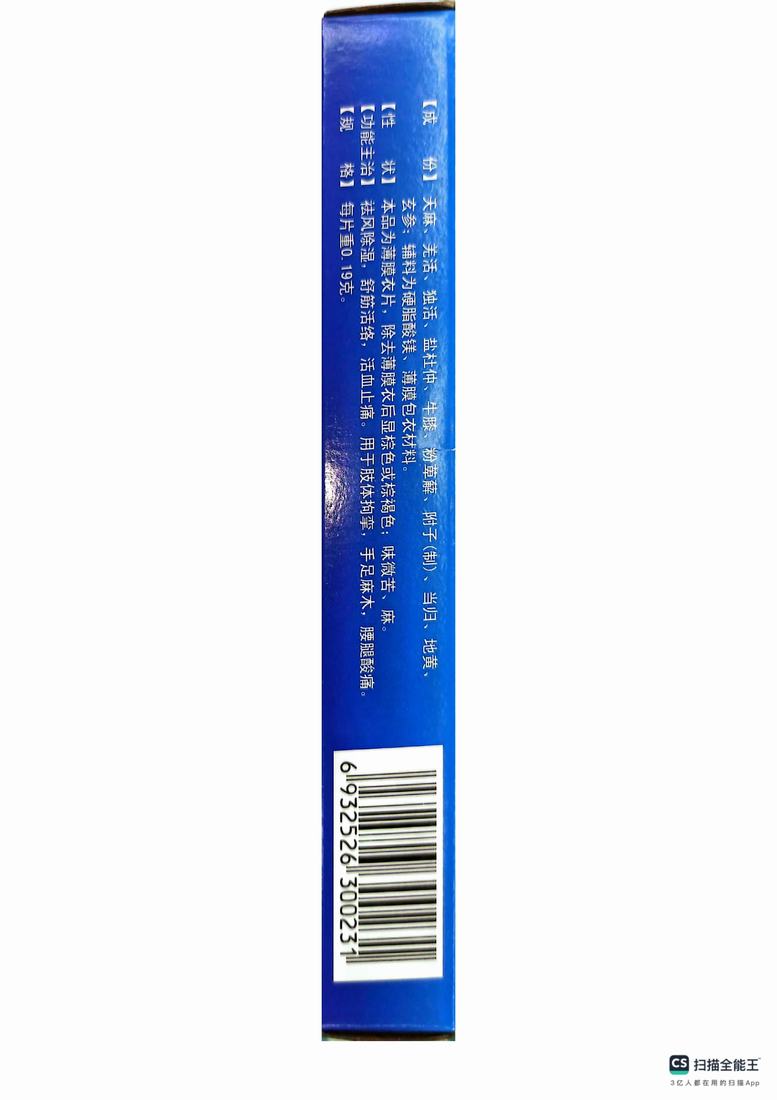 【成 份】 天麻、羌活、独活、盐杜仲、牛膝、粉萆薢、附子(制)、当归、地黄、
玄参；辅料为硬脂酸镁、薄膜包衣材料。
【性 状】 本品为薄膜衣片，除去薄膜衣后显棕色或棕褐色；味微苦、麻。
【功能主治】 祛风除湿，舒筋活络，活血止痛。用于肢体拘挛，手足麻木，腰腿酸痛。
【规 格】 每片重0.19克。
6 932526 300231
CS 扫描全能王
3亿人都在用的扫描App